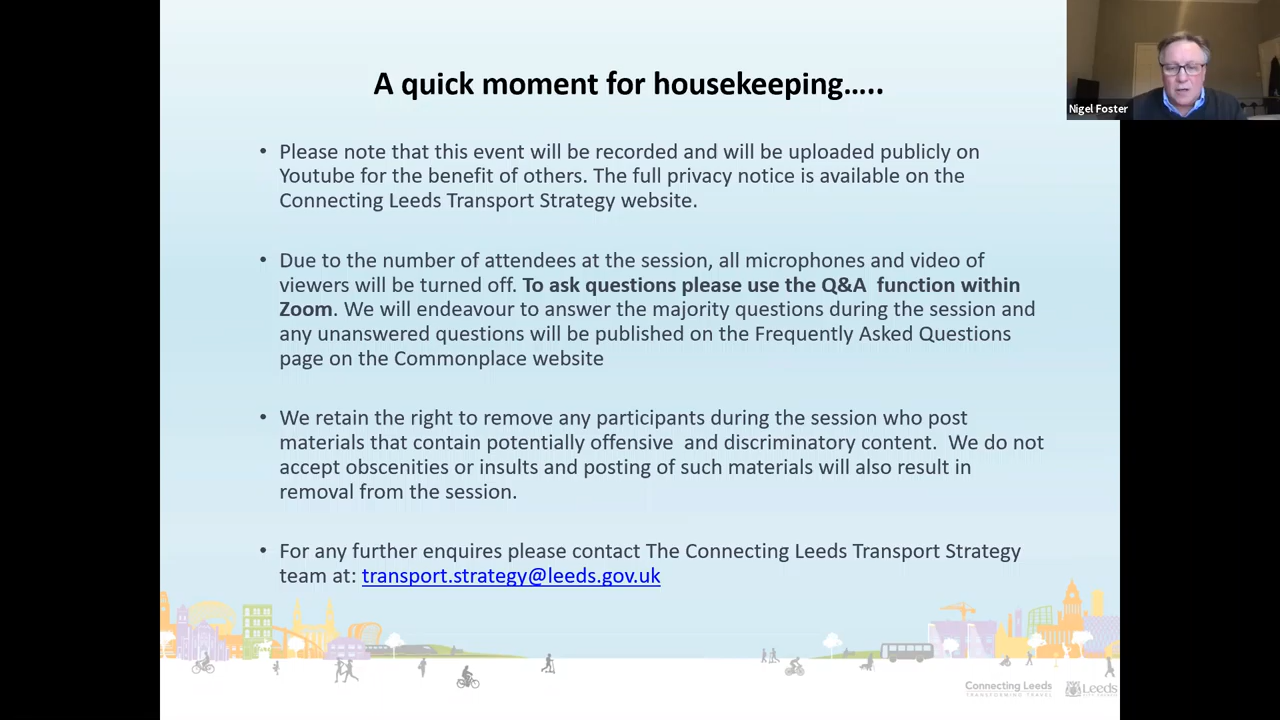 A quick moment for housekeeping…..
Nigel Foster
• Please note that this event will be recorded and will be uploaded publicly on
Youtube for the benefit of others. The full privacy notice is available on the
Connecting Leeds Transport Strategy website.
• Due to the number of attendees at the session, all microphones and video of
viewers will be turned off. To ask questions please use the Q&A  function within
Zoom. We will endeavour to answer the majority questions during the session and
any unanswered questions will be published on the Frequently Asked Questions
page on the Commonplace website
• We retain the right to remove any participants during the session who post
materials that contain potentially offensive  and discriminatory content.  We do not
accept obscenities or insults and posting of such materials will also result in
removal from the session.
• For any further enquires please contact The Connecting Leeds Transport Strategy
team at: transport.strategy@leeds.gov.uk
Connecting Leeds
TRANSFORMING TRAVEL
Leeds
CITY COUNCIL